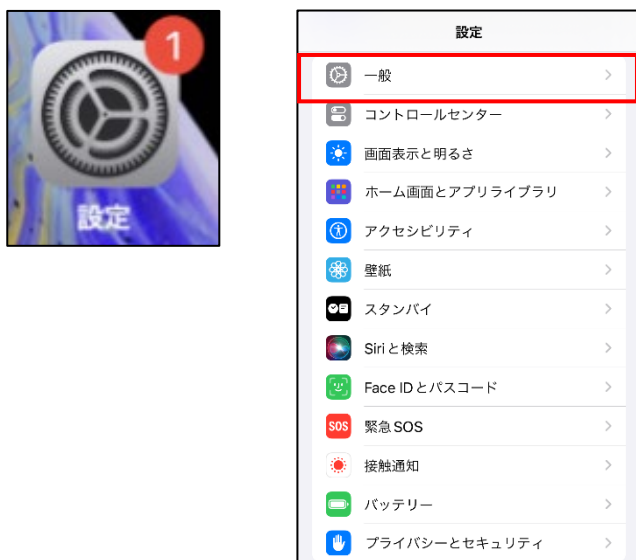 1
設定
設定
一般
コントロールセンター
画面表示と明るさ
ホーム画面とアプリライブラリ
アクセシビリティ
壁紙
スタンバイ
Siriと検索
Face IDとパスコード
SOS 緊急SOS
接触通知
バッテリー
プライバシーとセキュリティ